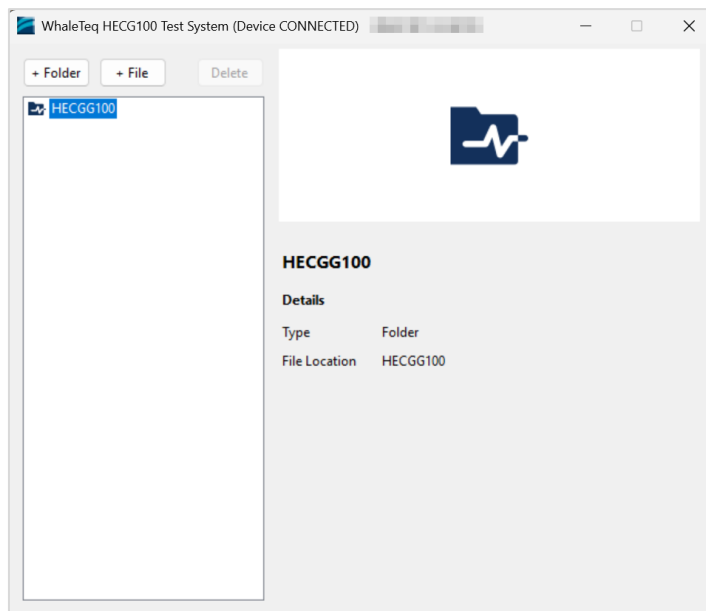 WhaleTeq HECG100 Test System (Device CONNECTED)
+ Folder + File Delete
HECGG100
HECGG100
Details
Type Folder
File Location HECGG100